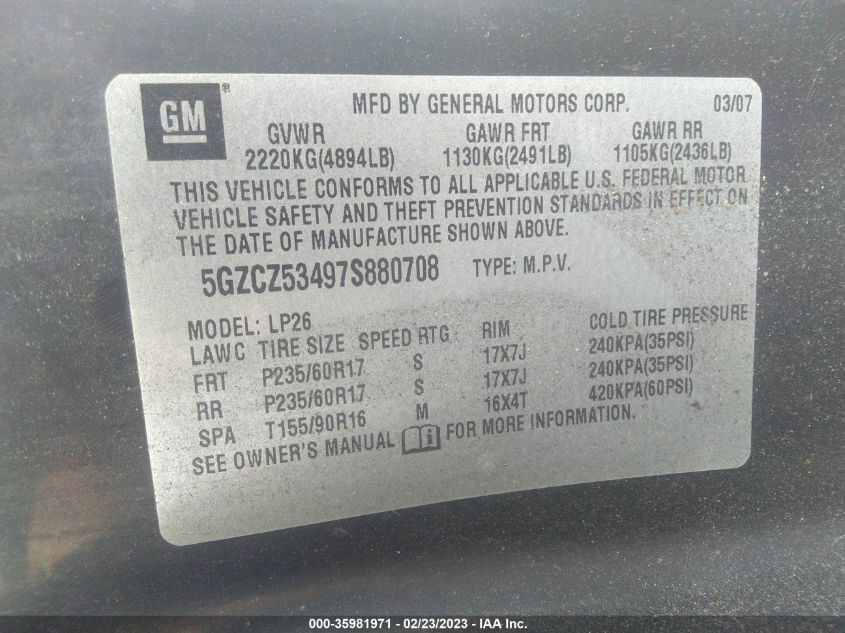 GM® MFD BY GENERAL MOTORS CORP. 03/07
GVWR GAWR FRT GAWR RR
2220KG(4894LB) 1130KG(2491LB) 1105KG(2436LB)
THIS VEHICLE CONFORMS TO ALL APPLICABLE U.S. FEDERAL MOTOR
VEHICLE SAFETY AND THEFT PREVENTION STANDARDS IN EFFECT ON
THE DATE OF MANUFACTURE SHOWN ABOVE.
5GZCZ53497S880708 TYPE: M.P.V.
MODEL: LP26
LAWC TIRE SIZE SPEED RTG RIM COLD TIRE PRESSURE
FRT P235/60R17 S 17X7J 240KPA(35PSI)
RR P235/60R17 S 17X7J 240KPA(35PSI)
SPA T155/90R16 M 16X4T 420KPA(60PSI)
SEE OWNER'S MANUAL i FOR MORE INFORMATION.
000-35981971 - 02/23/2023 - IAA Inc.